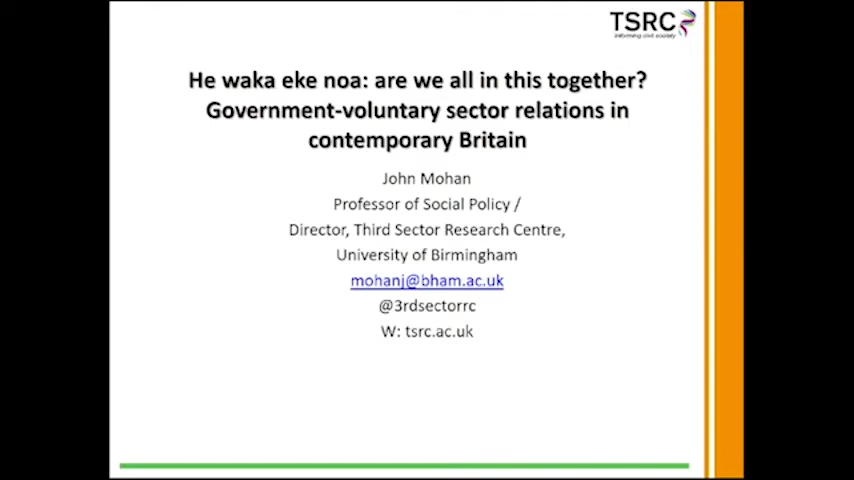 TSRC
informing civil society
He waka eke noa: are we all in this together?
Government-voluntary sector relations in
contemporary Britain
John Mohan
Professor of Social Policy /
Director, Third Sector Research Centre,
University of Birmingham
mohanj@bham.ac.uk
@3rdsectorrc
W: tsrc.ac.uk